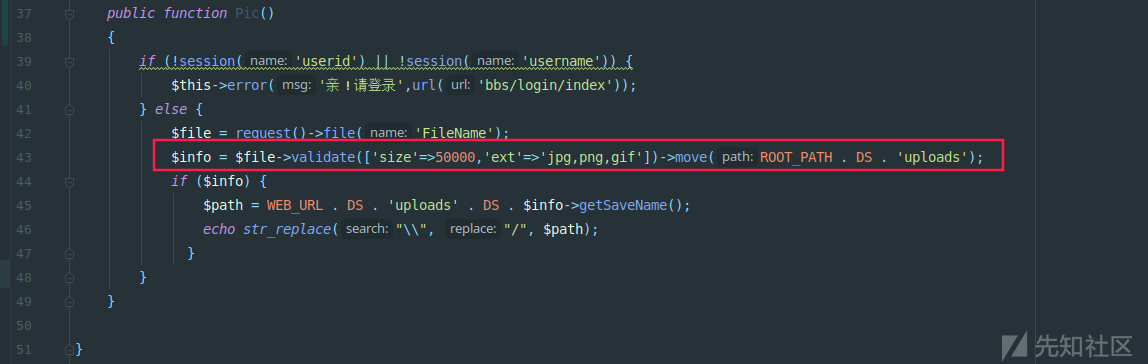 37 public function Pic()
38 {
39 if (!session( name: 'userid') || !session( name: 'username')) {
40 $this->error( msg: '亲！请登录',url( url: 'bbs/login/index'));
41 } else {
42 $file = request()->file( name: 'FileName');
43 $info = $file->validate(['size'=>50000,'ext'=>'jpg,png,gif'])->move( path: ROOT_PATH . DS . 'uploads');
44 if ($info) {
45 $path = WEB_URL . DS . 'uploads' . DS . $info->getSaveName();
46 echo str_replace( search: "\\", replace: "/", $path);
47 }
48 }
49 }
50
51 }
先知社区